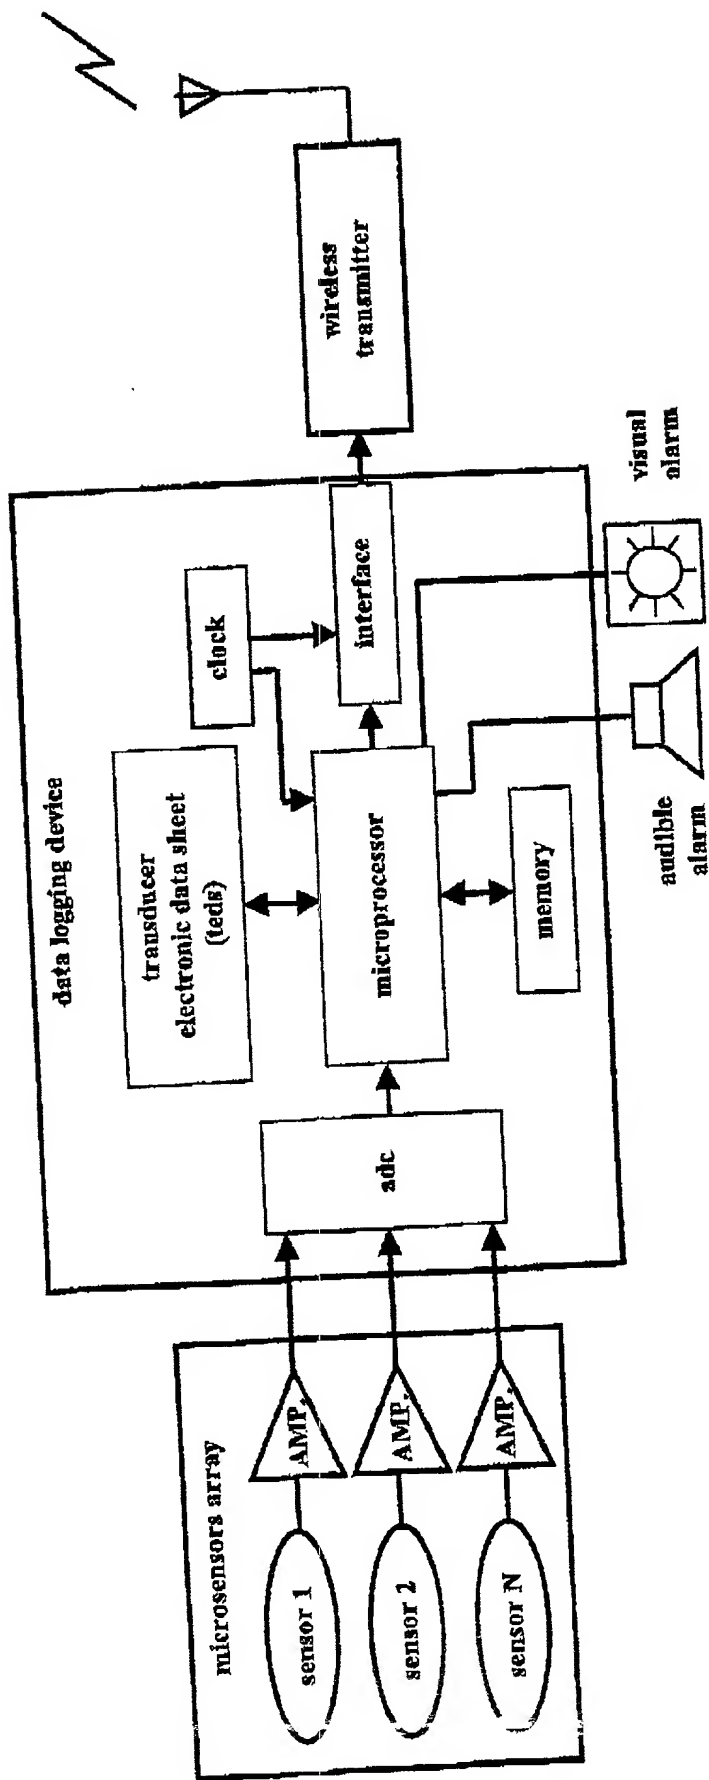 microsensors array
sensor 1
AMP.
sensor 2
AMP.
sensor N
AMP.
data logging device
adc
transducer
electronic data sheet
(teds)
microprocessor
memory
clock
interface
wireless
transmitter
audible
alarm
visual
alarm